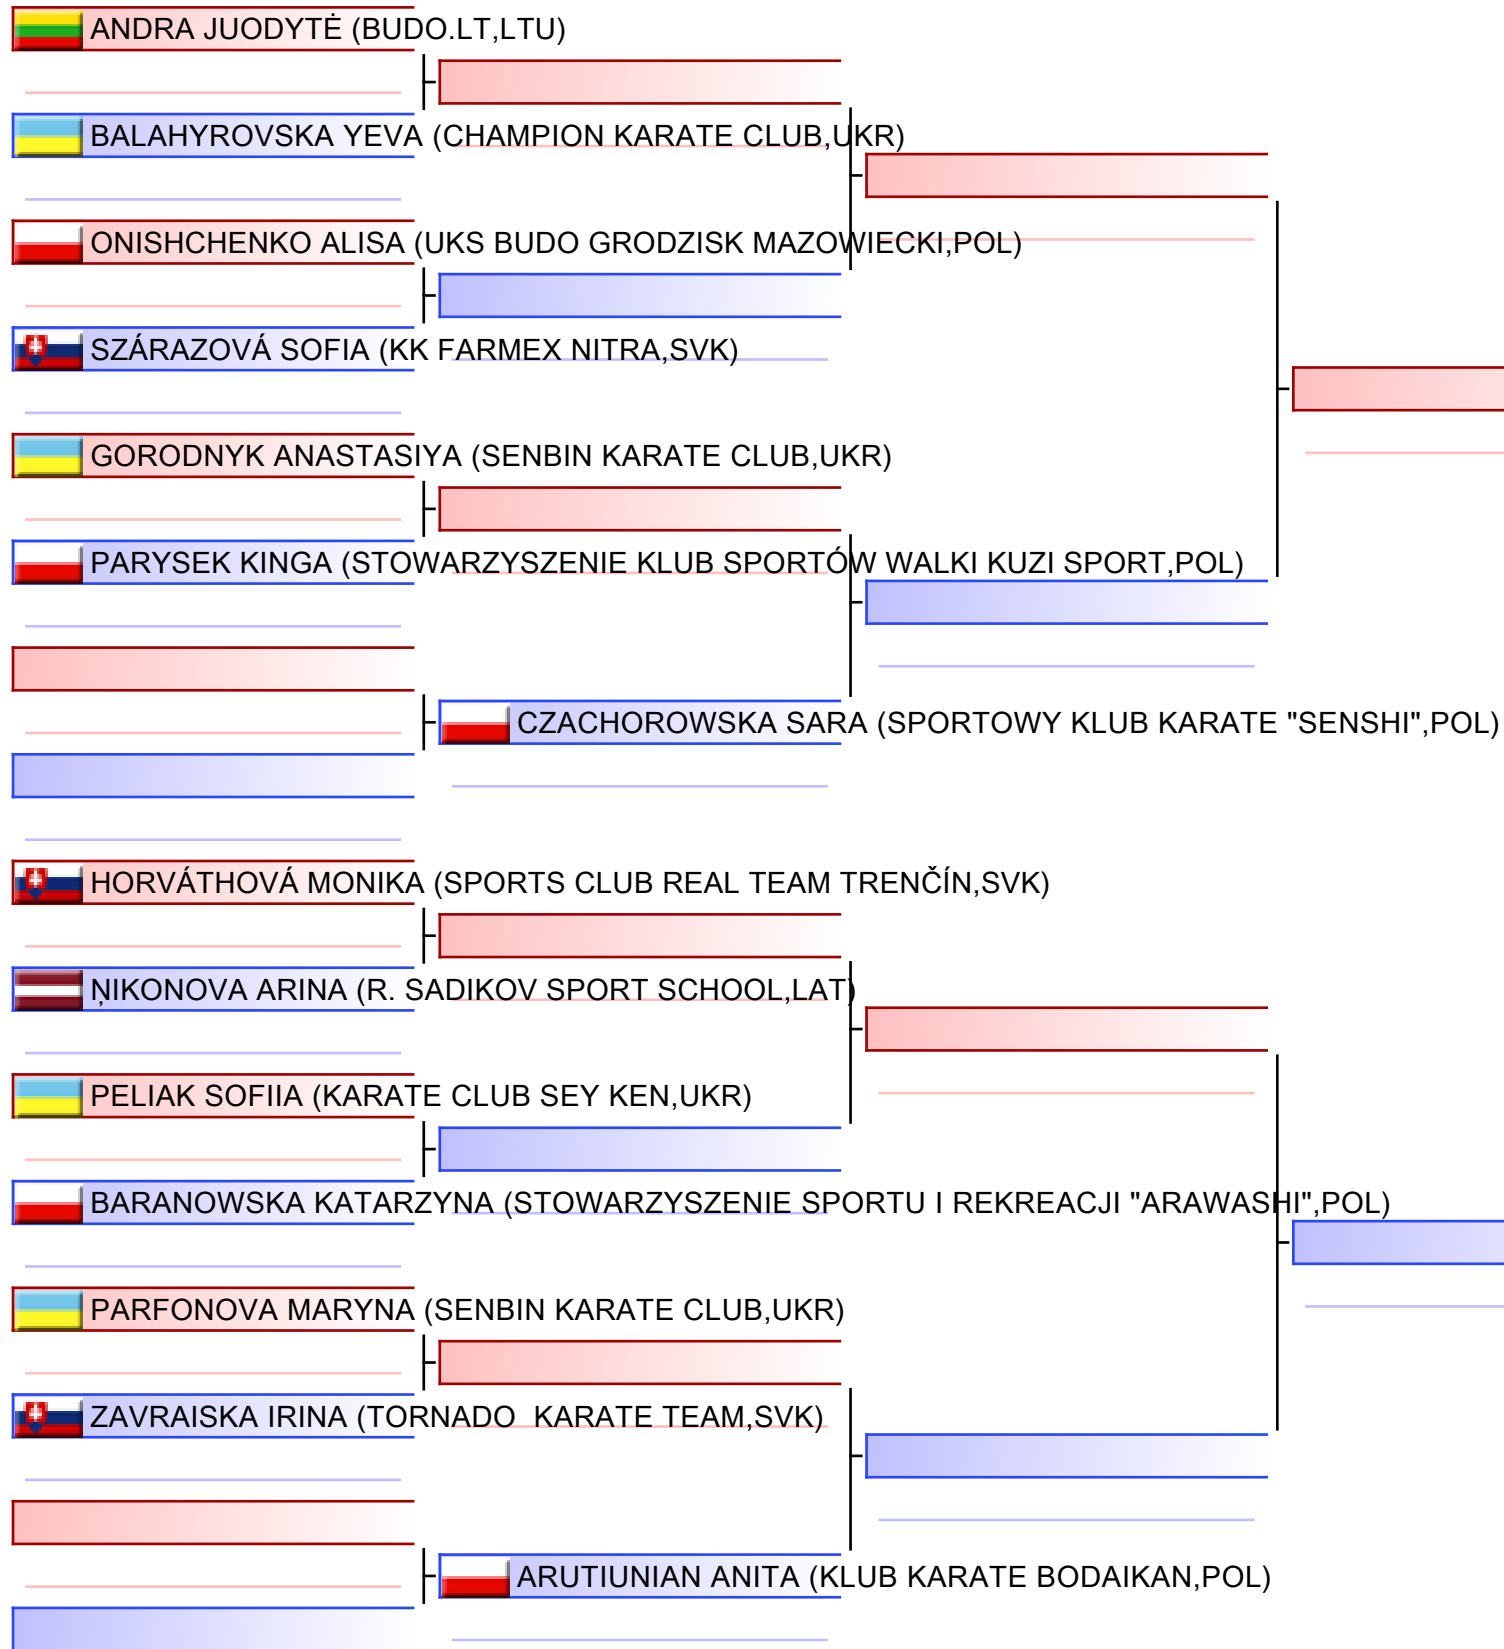 ANDRA JUODYTĖ (BUDO.LT,LTU)
BALAHYROVSKA YEVA (CHAMPION KARATE CLUB,UKR)
ONISHCHENKO ALISA (UKS BUDO GRODZISK MAZOWIECKI,POL)
SZÁRAZOVÁ SOFIA (KK FARMEX NITRA,SVK)
GORODNYK ANASTASIYA (SENBIN KARATE CLUB,UKR)
PARYSEK KINGA (STOWARZYSZENIE KLUB SPORTÓW WALKI KUZI SPORT,POL)
CZACHOROWSKA SARA (SPORTOWY KLUB KARATE "SENSHI",POL)
HORVÁTHOVÁ MONIKA (SPORTS CLUB REAL TEAM TRENČÍN,SVK)
ŅIKONOVA ARINA (R. SADIKOV SPORT SCHOOL,LAT)
PELIAK SOFIIA (KARATE CLUB SEY KEN,UKR)
BARANOWSKA KATARZYNA (STOWARZYSZENIE SPORTU I REKREACJI "ARAWASHI",POL)
PARFONOVA MARYNA (SENBIN KARATE CLUB,UKR)
ZAVRAISKA IRINA (TORNADO  KARATE TEAM,SVK)
ARUTIUNIAN ANITA (KLUB KARATE BODAIKAN,POL)